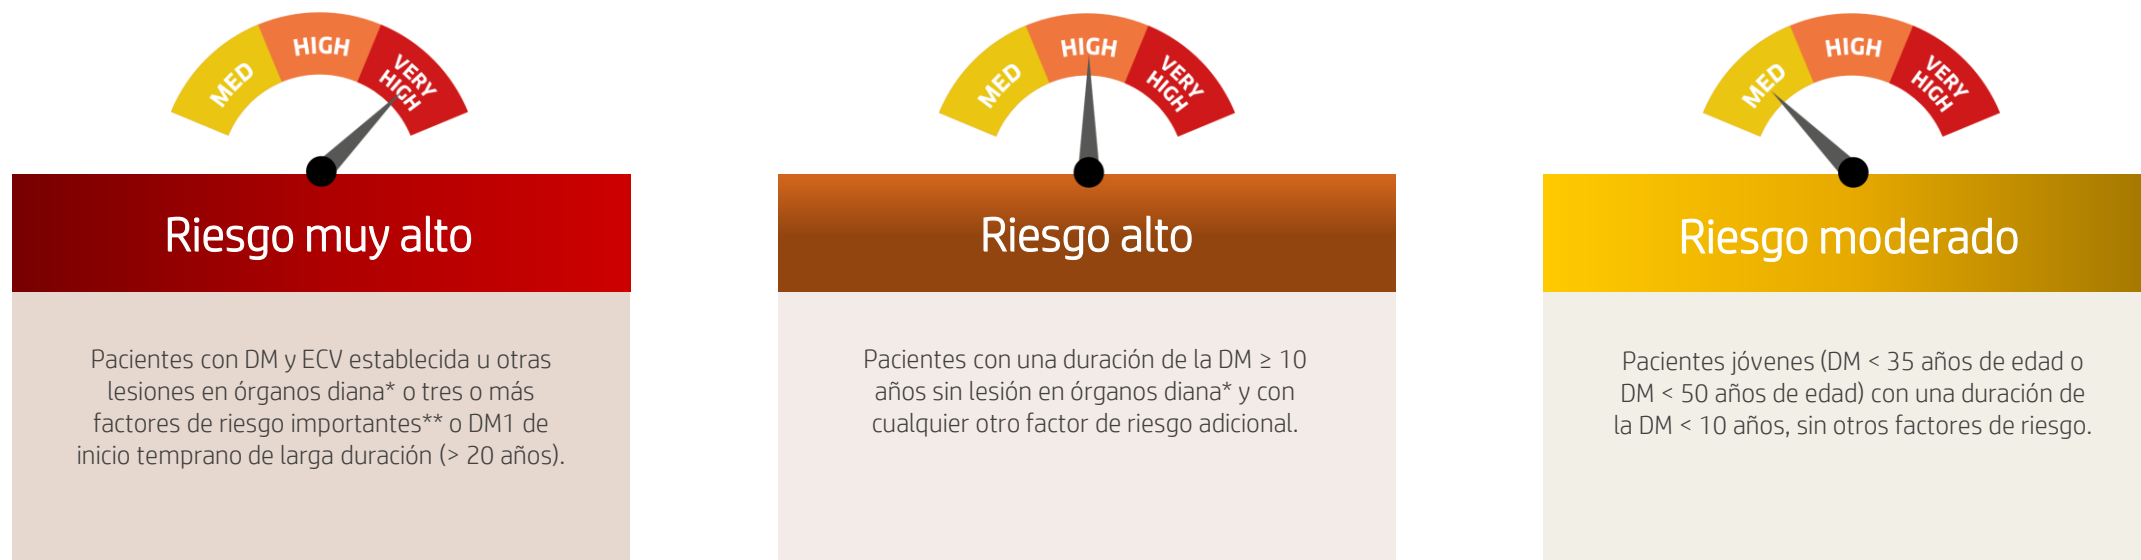 MED
HIGH
VERY
HIGH
Riesgo muy alto
Pacientes con DM y ECV establecida u otras
lesiones en órganos diana* o tres o más
factores de riesgo importantes** o DM1 de
inicio temprano de larga duración (> 20 años).
MED
HIGH
VERY
HIGH
Riesgo alto
Pacientes con una duración de la DM ≥ 10
años sin lesión en órganos diana* y con
cualquier otro factor de riesgo adicional.
MED
HIGH
VERY
HIGH
Riesgo moderado
Pacientes jóvenes (DM < 35 años de edad o
DM < 50 años de edad) con una duración de
la DM < 10 años, sin otros factores de riesgo.